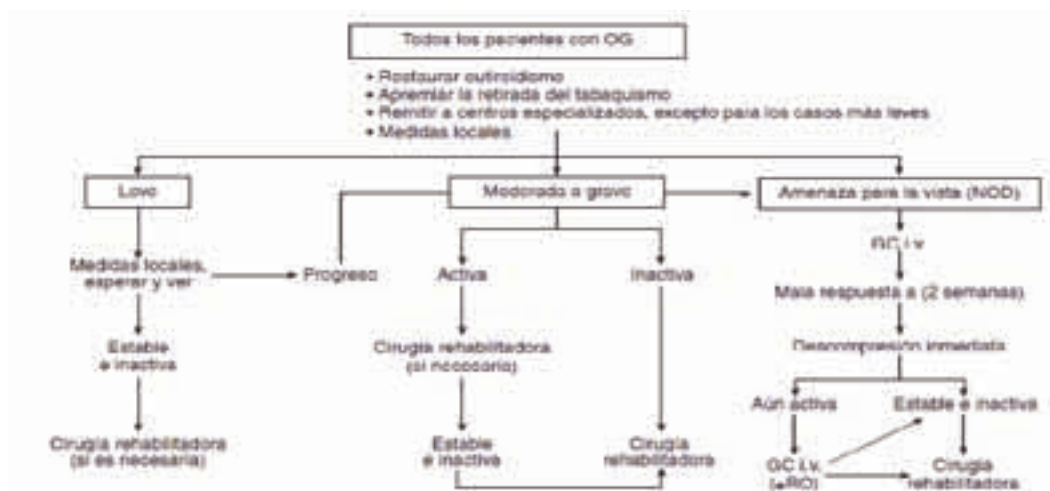 Todos los pacientes con OG
• Restaurar eutiroidismo
• Apremiar la retirada del tabaquismo
• Remitir a centros especializados, excepto para los casos más leves
• Medidas locales
Leve
Moderada a grave
Amenaza para la vista (NOD)
Medidas locales,
esperar y ver
Progreso
Activa
Inactiva
GC i.v.
Mala respuesta a (2 semanas)
Estable
e inactiva
Cirugía rehabilitadora
(si necesaria)
Descompresión inmediata
Aún activa
Estable e inactiva
Cirugía rehabilitadora
(si es necesaria)
Estable
e inactiva
Cirugía
rehabilitadora
GC i.v.
Cirugía
rehabilitadora